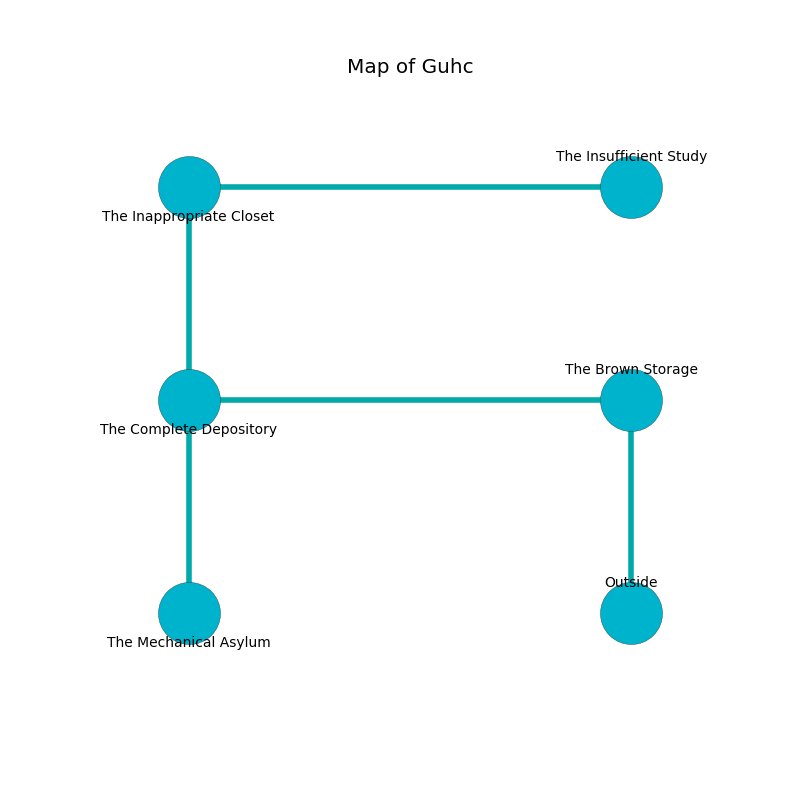 Map of Guhc
The Insufficient Study
The Inappropriate Closet
The Brown Storage
The Complete Depository
Outside
The Mechanical Asylum